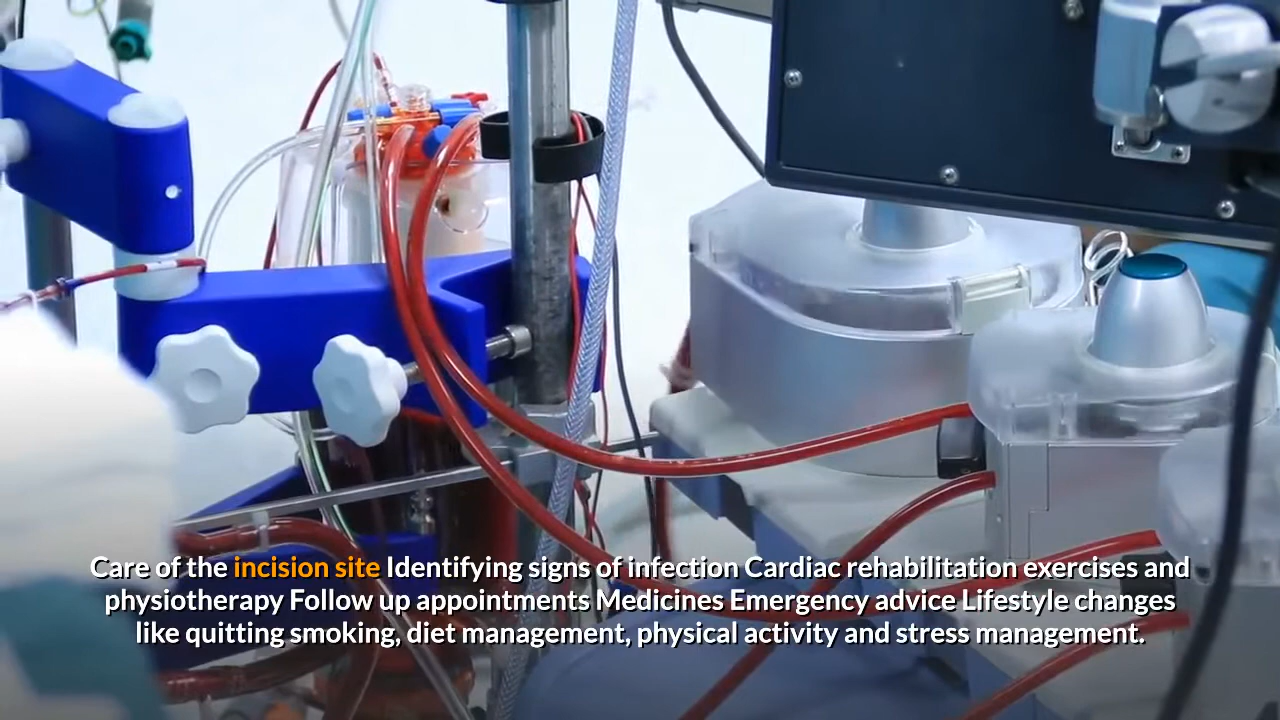 Care of the incision site Identifying signs of infection Cardiac rehabilitation exercises and
physiotherapy Follow up appointments Medicines Emergency advice Lifestyle changes
like quitting smoking, diet management, physical activity and stress management.